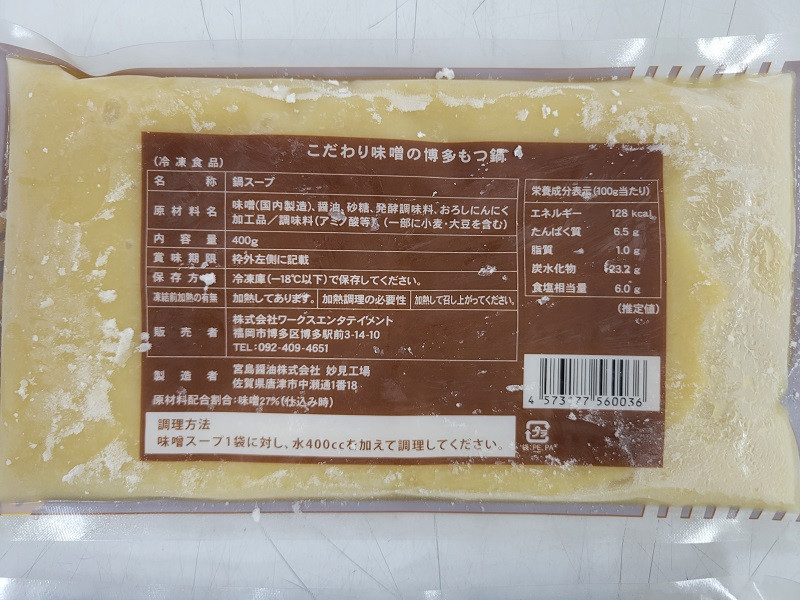 こだわり味噌の博多もつ鍋
(冷凍食品)
名 称 鍋スープ
原材料名 味噌(国内製造)、醤油、砂糖、発酵調味料、おろしにんにく
加工品/調味料(アミノ酸等)、(一部に小麦・大豆を含む)
内容量 400g
賞味期限 枠外左側に記載
保存方法 冷凍庫(−18℃以下)で保存してください。
凍結前加熱の有無 加熱してあります。 加熱調理の必要性 加熱して召し上がってください。
販売者 株式会社ワークスエンタテイメント
福岡市博多区博多駅前3-14-10
TEL:092-409-4651
製造者 宮島醤油株式会社 妙見工場
佐賀県唐津市中瀬通1番18
原材料配合割合:味噌27%(仕込み時)
調理方法
味噌スープ1袋に対し、水400ccを加えて調理してください。
栄養成分表示(100g当たり)
エネルギー 128 kcal
たんぱく質 6.5 g
脂質 1.0 g
炭水化物 23.2 g
食塩相当量 6.0 g
(推定値)
4 573177 560036
プラ
袋:PE,PA